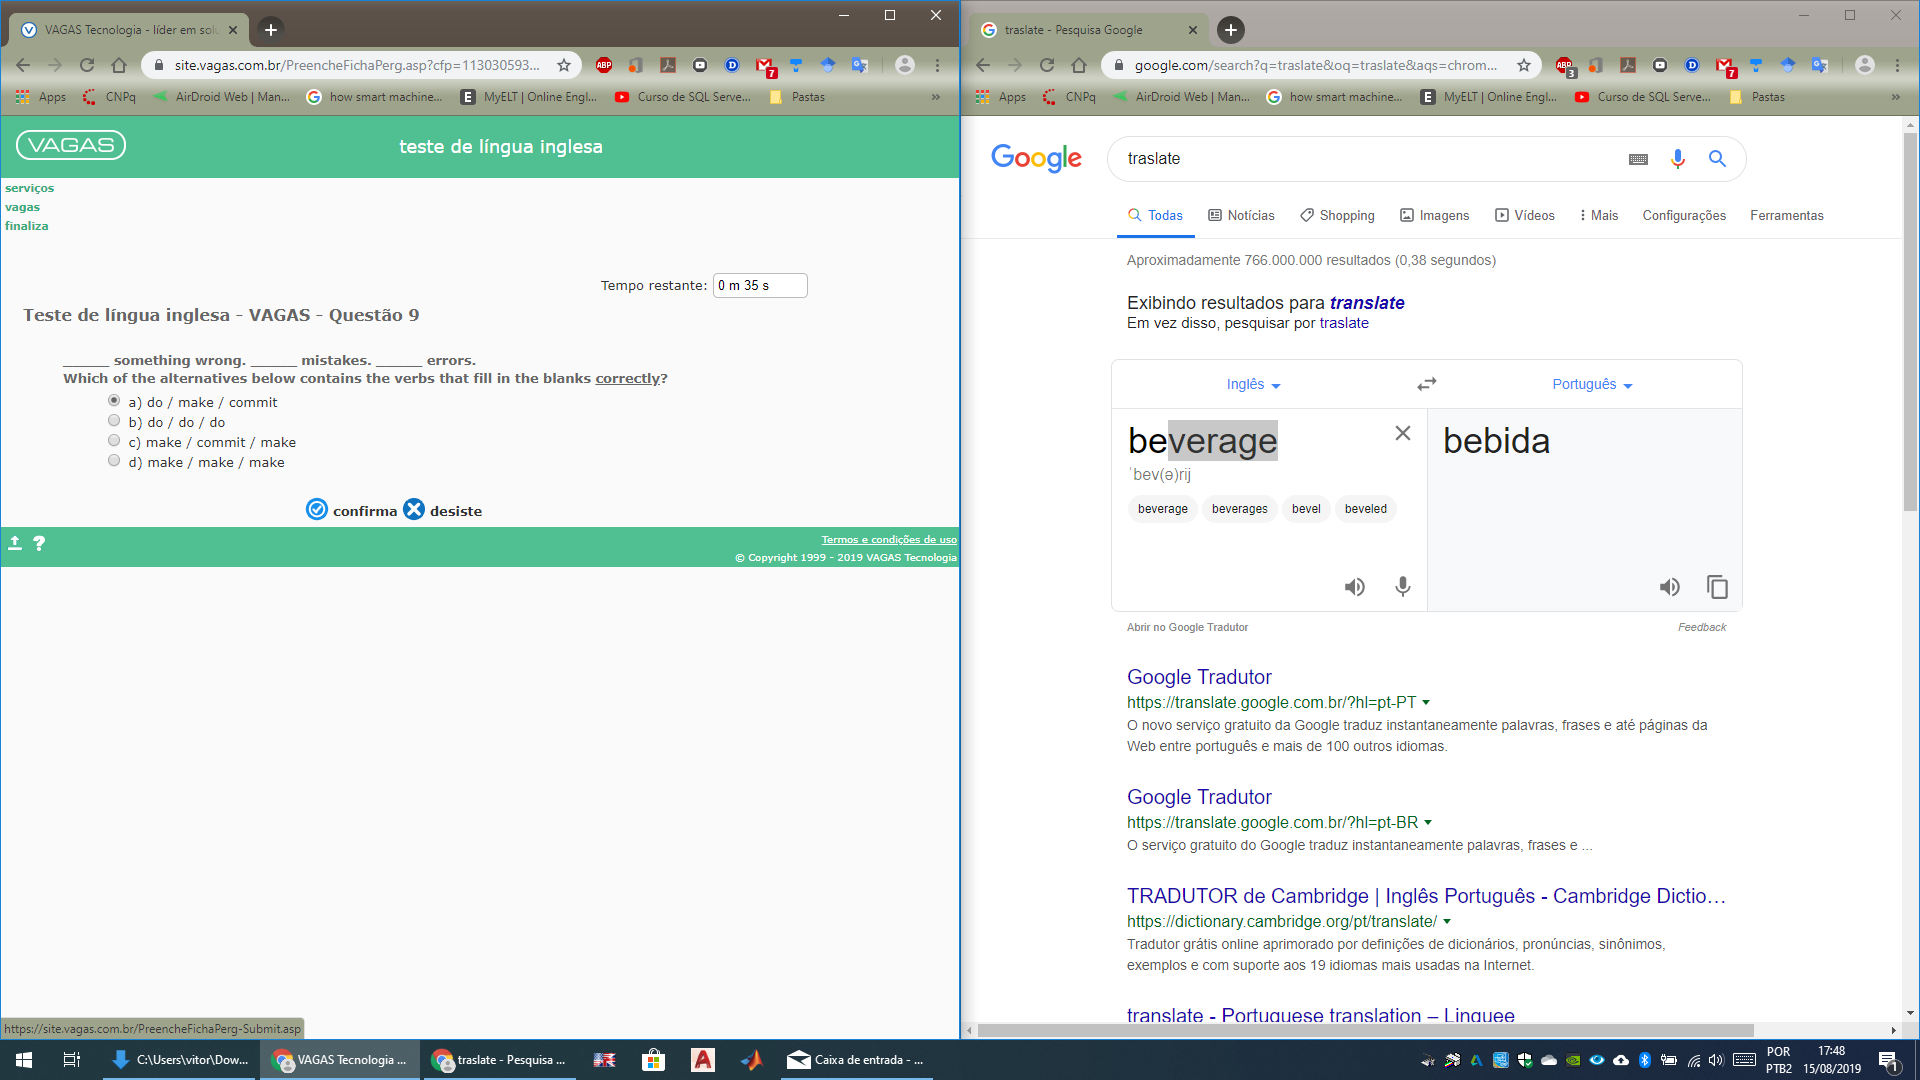 VAGAS Tecnologia - líder em solu
site.vagas.com.br/PreencheFichaPerg.asp?cfp=113030593...
ABP
7
Apps
CNPq
AirDroid Web | Man...
how smart machine...
MyELT | Online Engl...
Curso de SQL Serve...
Pastas
»
VAGAS
teste de língua inglesa
serviços
vagas
finaliza
Tempo restante: 0 m 35 s
Teste de língua inglesa - VAGAS - Questão 9
______ something wrong. ______ mistakes. ______ errors.
Which of the alternatives below contains the verbs that fill in the blanks correctly?
a) do / make / commit
b) do / do / do
c) make / commit / make
d) make / make / make
confirma desiste
?
Termos e condições de uso
© Copyright 1999 - 2019 VAGAS Tecnologia
https://site.vagas.com.br/PreencheFichaPerg-Submit.asp
traslate - Pesquisa Google
google.com/search?q=traslate&oq=traslate&aqs=chrom...
ABP
3
7
Apps
CNPq
AirDroid Web | Man...
how smart machine...
MyELT | Online Engl...
Curso de SQL Serve...
Pastas
»
Google
traslate
Todas Notícias Shopping Imagens Vídeos Mais Configurações Ferramentas
Aproximadamente 766.000.000 resultados (0,38 segundos)
Exibindo resultados para translate
Em vez disso, pesquisar por traslate
Inglês
Português
beverage
ˈbev(ə)rij
beverage beverages bevel beveled
bebida
Abrir no Google Tradutor
Feedback
Google Tradutor
https://translate.google.com.br/?hl=pt-PT
O novo serviço gratuito da Google traduz instantaneamente palavras, frases e até páginas da
Web entre português e mais de 100 outros idiomas.
Google Tradutor
https://translate.google.com.br/?hl=pt-BR
O serviço gratuito do Google traduz instantaneamente palavras, frases e ...
TRADUTOR de Cambridge | Inglês Português - Cambridge Dictio...
https://dictionary.cambridge.org/pt/translate/
Tradutor grátis online aprimorado por definições de dicionários, pronúncias, sinônimos,
exemplos e com suporte aos 19 idiomas mais usadas na Internet.
translate - Portuguese translation – Linguee
C:\Users\vitor\Dow...
VAGAS Tecnologia ...
traslate - Pesquisa ...
Caixa de entrada - ...
POR
PTB2
17:48
15/08/2019
1